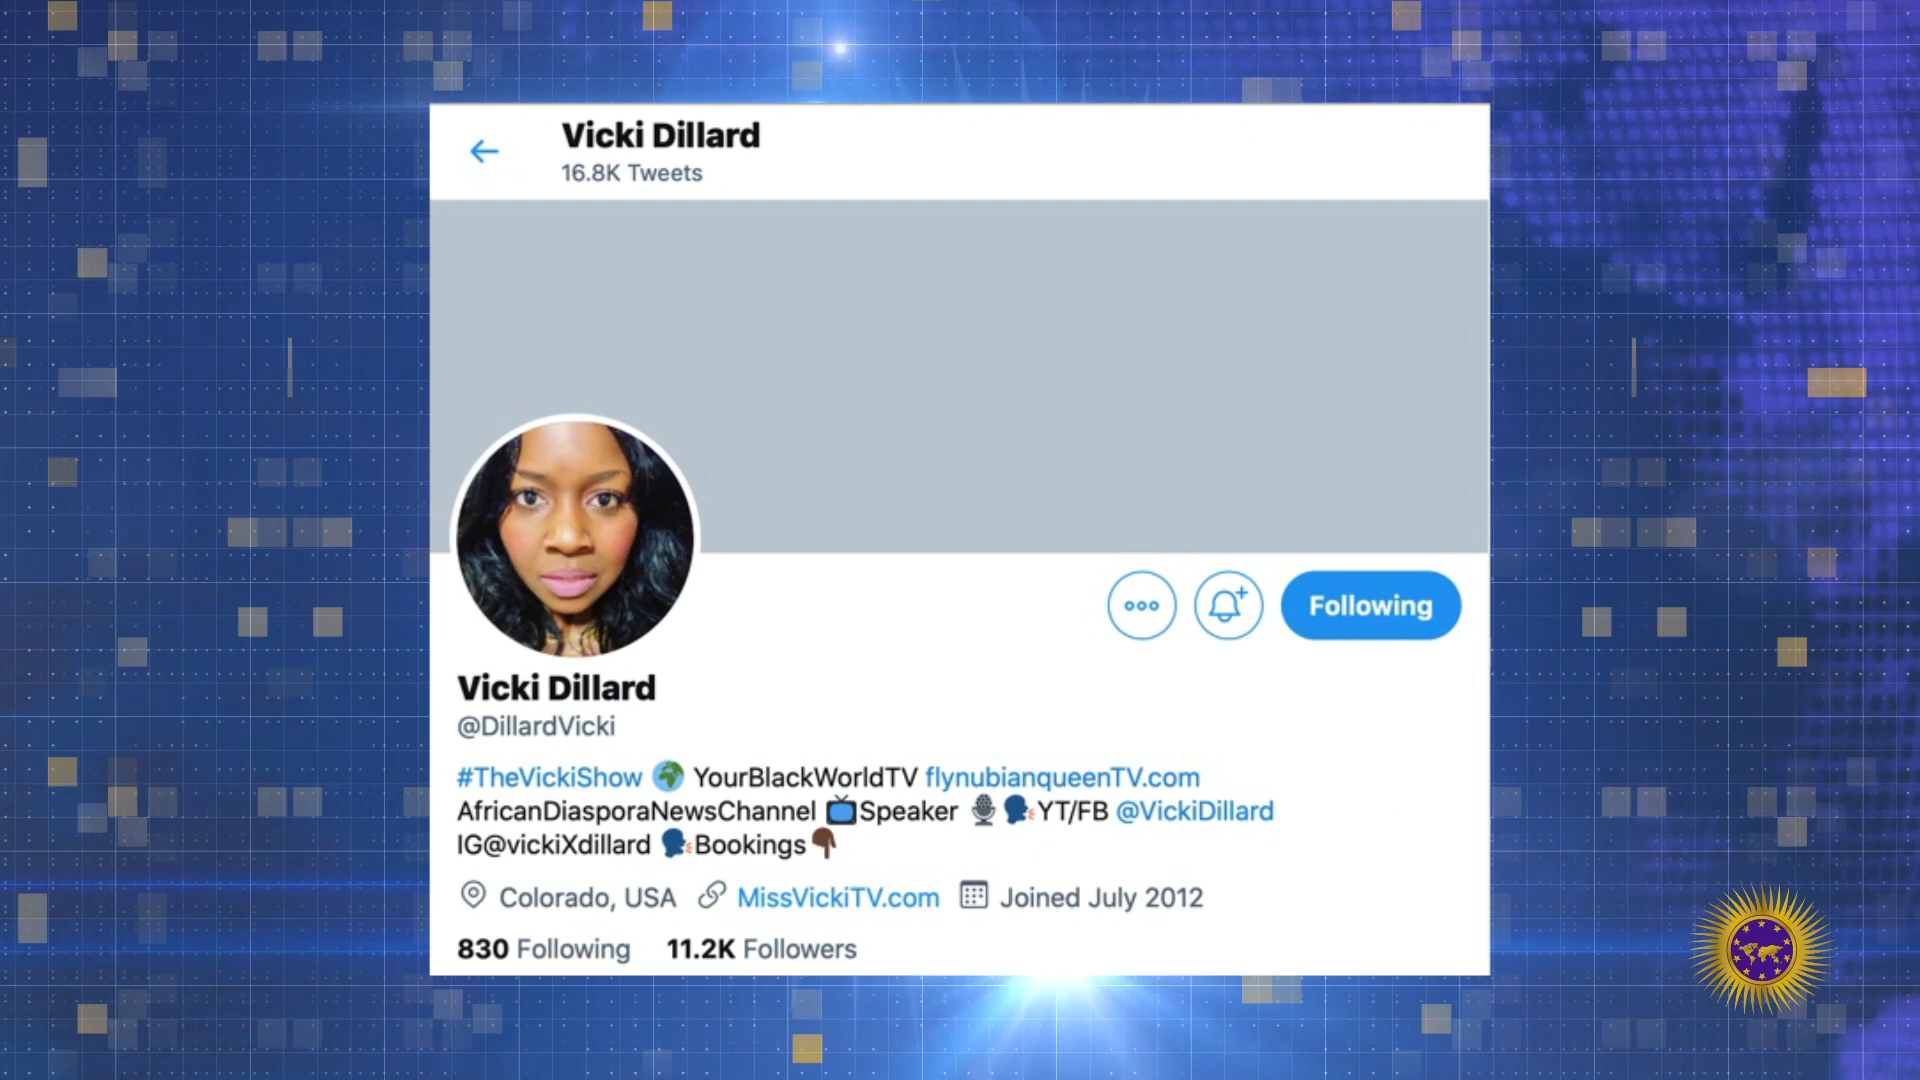 Vicki Dillard
16.8K Tweets
Following
Vicki Dillard
@DillardVicki
#TheVickiShow 🌍 YourBlackWorldTV flynubianqueenTV.com
AfricanDiasporaNewsChannel 📺Speaker 🎙️🗣️YT/FB @VickiDillard
IG@vickiXdillard 🗣️Bookings👇🏿
Colorado, USA MissVickiTV.com Joined July 2012
830 Following 11.2K Followers